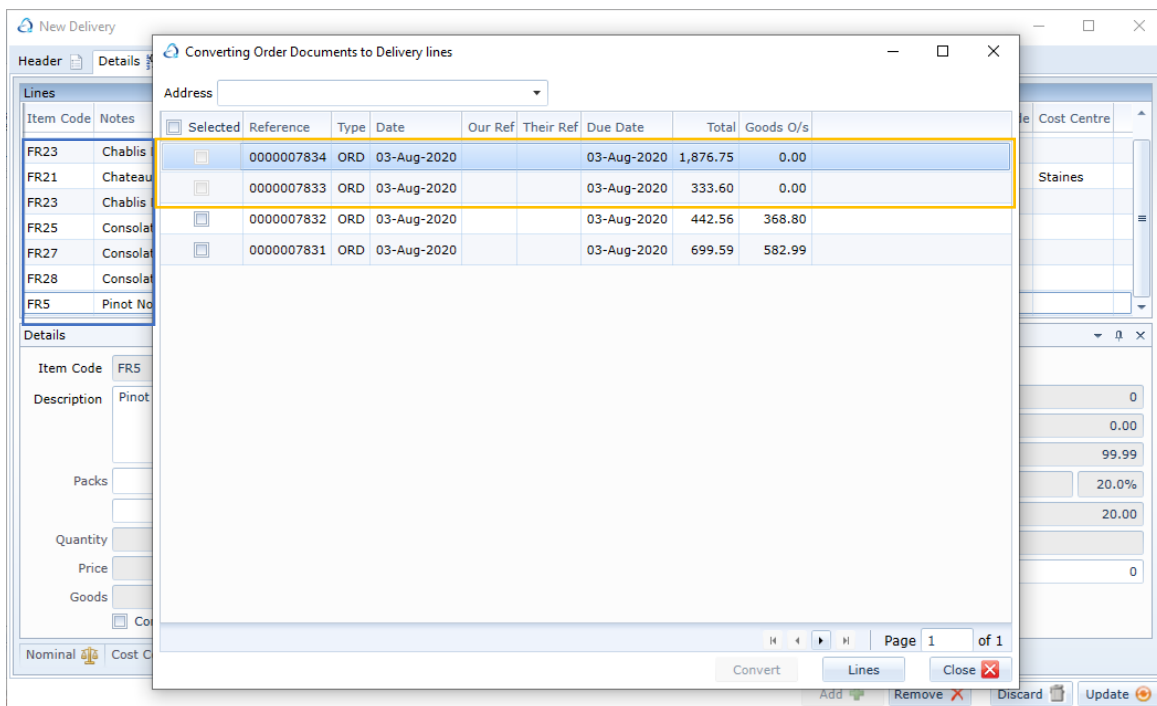 New Delivery
Header Details
Converting Order Documents to Delivery lines
Lines
Address
Item Code Notes
Cost Centre
Selected Reference Type Date Our Ref Their Ref Due Date Total Goods O/s
FR23 Chablis
0000007834 ORD 03-Aug-2020 03-Aug-2020 1,876.75 0.00
FR21 Chateau
Staines
0000007833 ORD 03-Aug-2020 03-Aug-2020 333.60 0.00
FR23 Chablis
0000007832 ORD 03-Aug-2020 03-Aug-2020 442.56 368.80
FR25 Consolat
0000007831 ORD 03-Aug-2020 03-Aug-2020 699.59 582.99
FR27 Consolat
FR28 Consolat
FR5 Pinot No
Details
Item Code FR5
Description Pinot
0
0.00
99.99
Packs
20.0%
20.00
Quantity
Price
0
Goods
Co
Page 1 of 1
Nominal Cost C
Convert Lines Close
Add Remove Discard Update